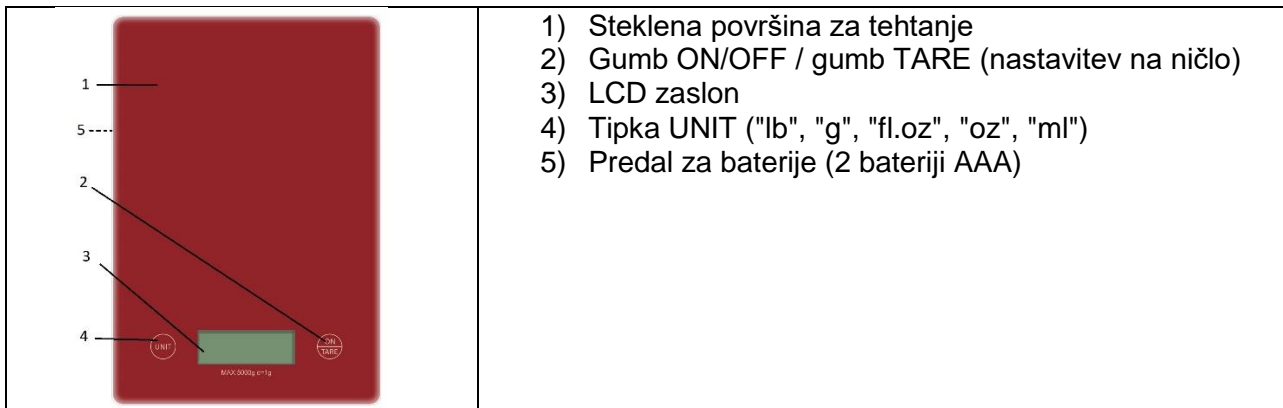 1
5
2
3
4
UNIT
ON
TARE
MAX:5000g e=1g
1) Steklena površina za tehtanje
2) Gumb ON/OFF / gumb TARE (nastavitev na ničlo)
3) LCD zaslon
4) Tipka UNIT ("lb", "g", "fl.oz", "oz", "ml")
5) Predal za baterije (2 bateriji AAA)